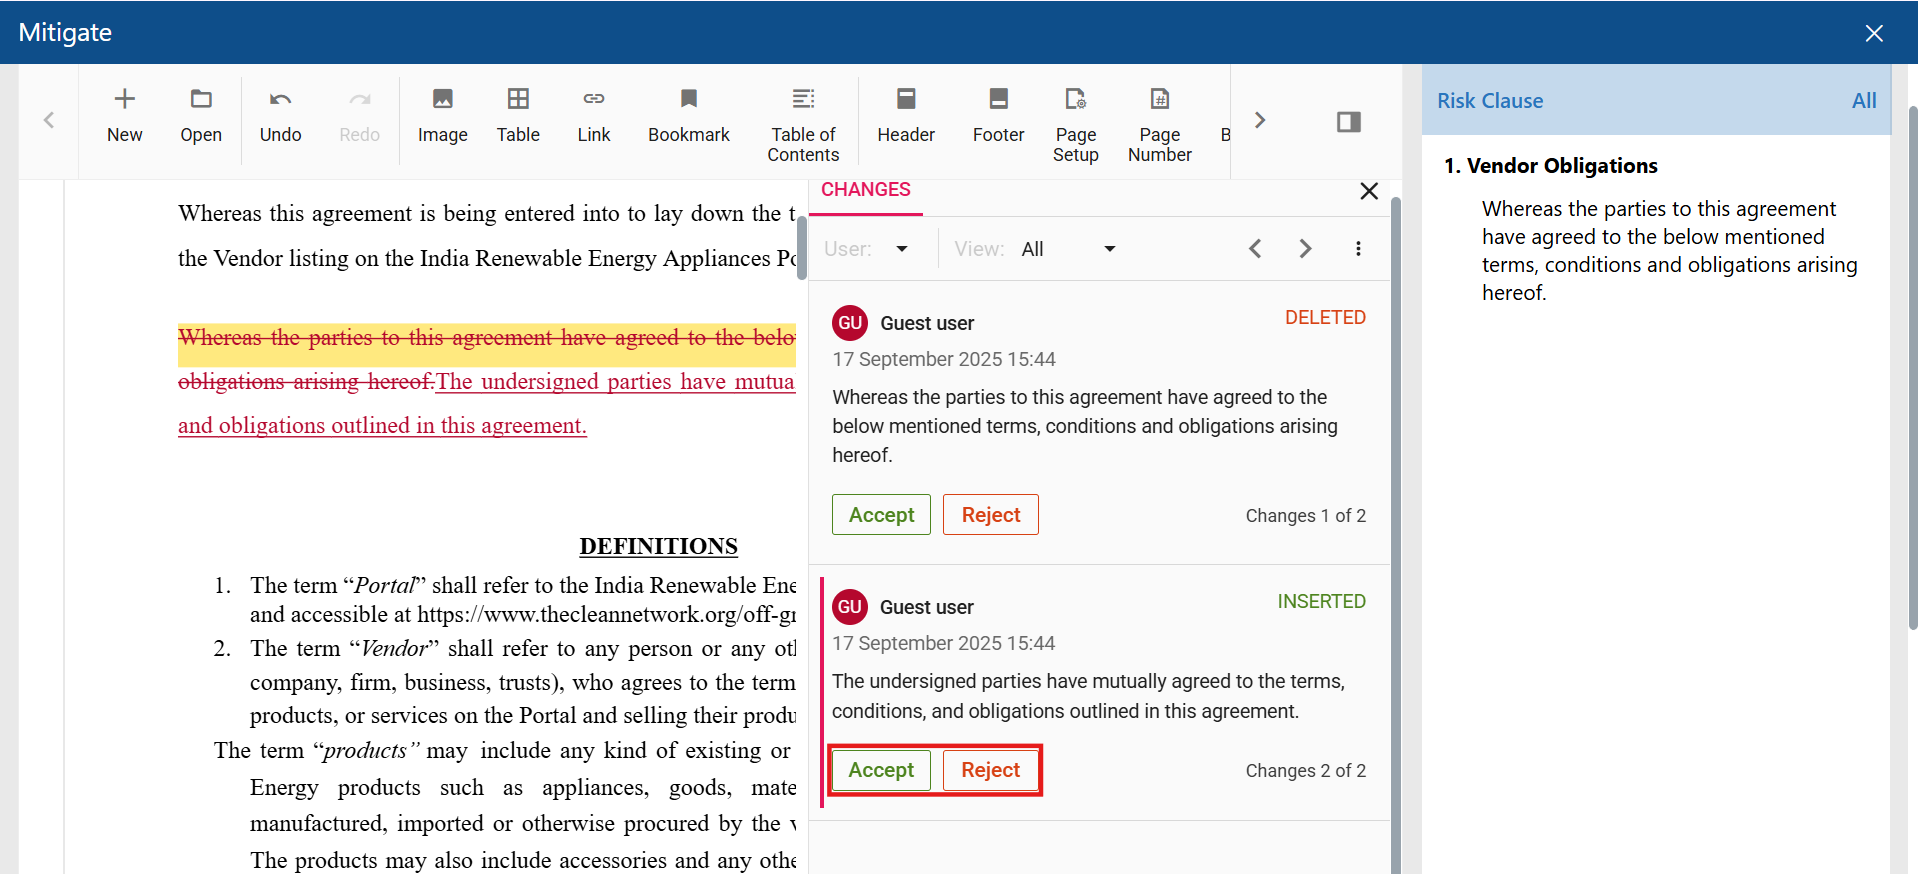 Mitigate
New
Open
Undo
Redo
Image
Table
Link
Bookmark
Table of
Contents
Header
Footer
Page
Setup
Page
Number
B
Whereas this agreement is being entered into to lay down the t
the Vendor listing on the India Renewable Energy Appliances Po
Whereas the parties to this agreement have agreed to the belo
obligations arising hereof.The undersigned parties have mutua
and obligations outlined in this agreement.
DEFINITIONS
1. The term “Portal” shall refer to the India Renewable Ene
and accessible at https://www.thecleannetwork.org/off-gr
2. The term “Vendor” shall refer to any person or any otl
company, firm, business, trusts), who agrees to the term
products, or services on the Portal and selling their produ
The term “products” may include any kind of existing or
Energy products such as appliances, goods, mate
manufactured, imported or otherwise procured by the v
The products may also include accessories and any othe
CHANGES
User:
View: All
GU Guest user
DELETED
17 September 2025 15:44
Whereas the parties to this agreement have agreed to the
below mentioned terms, conditions and obligations arising
hereof.
Accept Reject
Changes 1 of 2
GU Guest user
INSERTED
17 September 2025 15:44
The undersigned parties have mutually agreed to the terms,
conditions, and obligations outlined in this agreement.
Accept Reject
Changes 2 of 2
Risk Clause
All
1. Vendor Obligations
Whereas the parties to this agreement
have agreed to the below mentioned
terms, conditions and obligations arising
hereof.